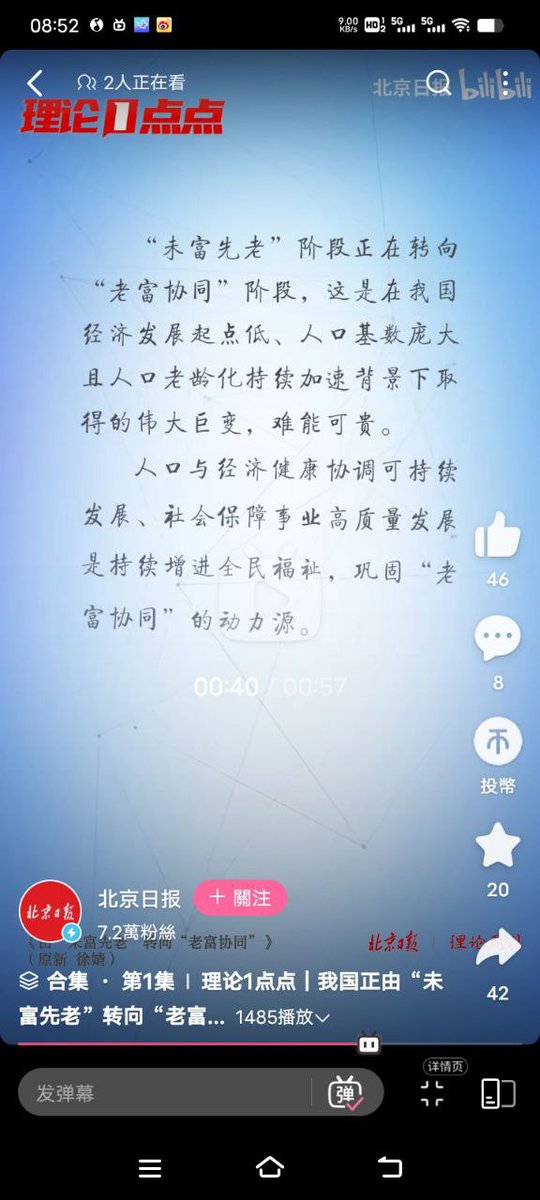 08:52
9.00 KB/s HD 1 2 5G 5G
2人正在看
北京日报 bilibili
理论1点点
“未富先老”阶段正在转向
“老富协同”阶段，这是在我国
经济发展起点低、人口基数庞大
且人口老龄化持续加速背景下取
得的伟大巨变，难能可贵。
人口与经济健康协调可持续
发展、社会保障事业高质量发展
是持续增进全民福祉，巩固“老
富协同”的动力源。
00:40 / 00:57
46
8
投幣
20
42
北京日报
北京日报 + 關注
7.2萬粉絲
《由“未富先老”转向“老富协同”》
（原新 徐婧）
北京日报 | 理论
合集 · 第1集 | 理论1点点 | 我国正由“未
富先老”转向“老富... 1485播放
发弹幕
弹
详情页